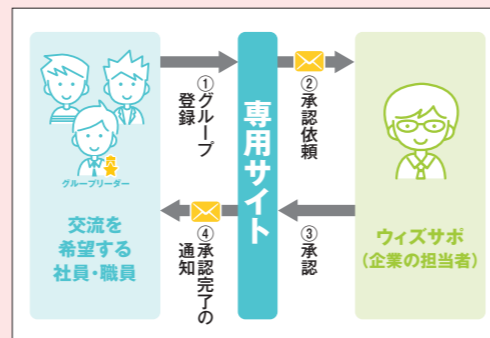 グループリーダー
交流を
希望する
社員・職員
①グループ
登録
専用サイト
②承認依頼
③承認
④承認完了の
通知
ウィズサポ
（企業の担当者）